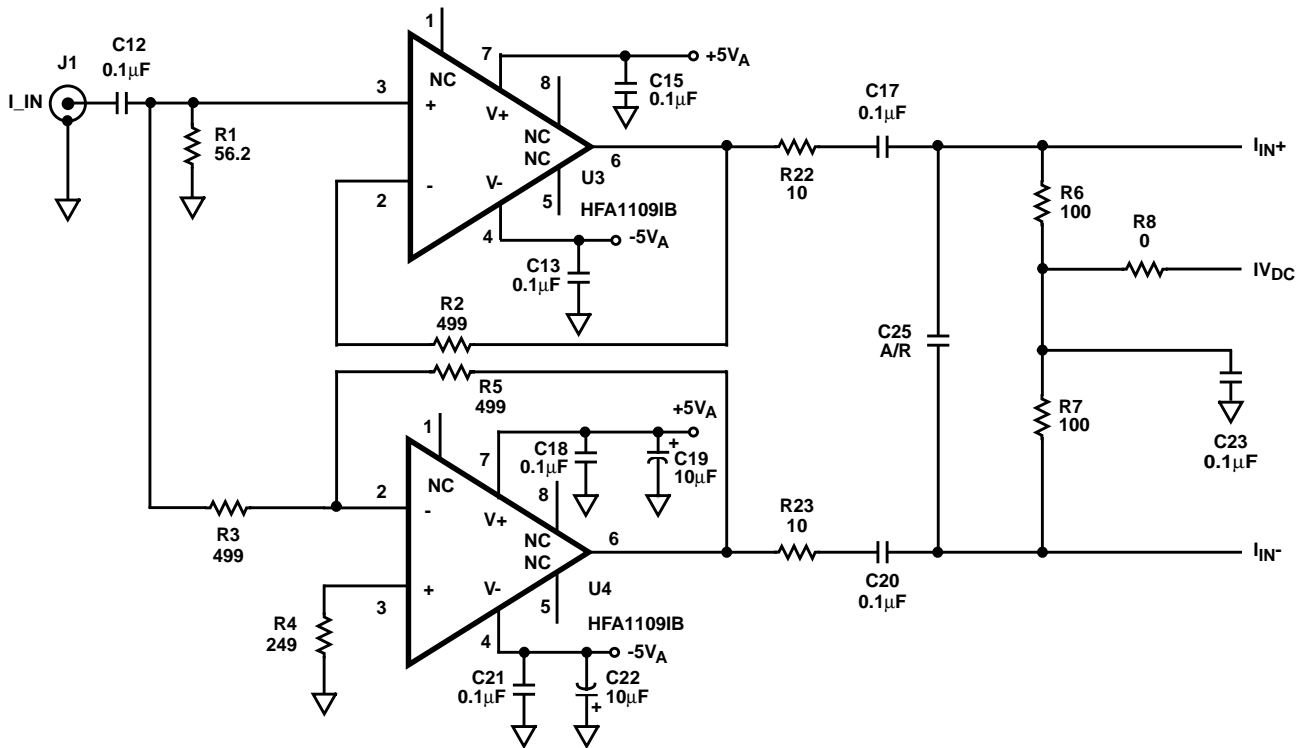 I_IN
J1
C12
0.1µF
R1
56.2
1
NC
3
+
2
-
7
V+
8
NC
NC
6
U3
V-
5
4
HFA1109IB
+5VA
C15
0.1µF
-5VA
C13
0.1µF
R2
499
R5
499
R22
10
C17
0.1µF
C25
A/R
R6
100
R8
0
R7
100
C23
0.1µF
IIN+
IVDC
IIN-
R3
499
R4
249
1
NC
2
-
+
3
7
V+
8
NC
NC
6
U4
V-
5
4
HFA1109IB
+5VA
C18
0.1µF
+
C19
10µF
-5VA
C21
0.1µF
C22
10µF
+
R23
10
C20
0.1µF